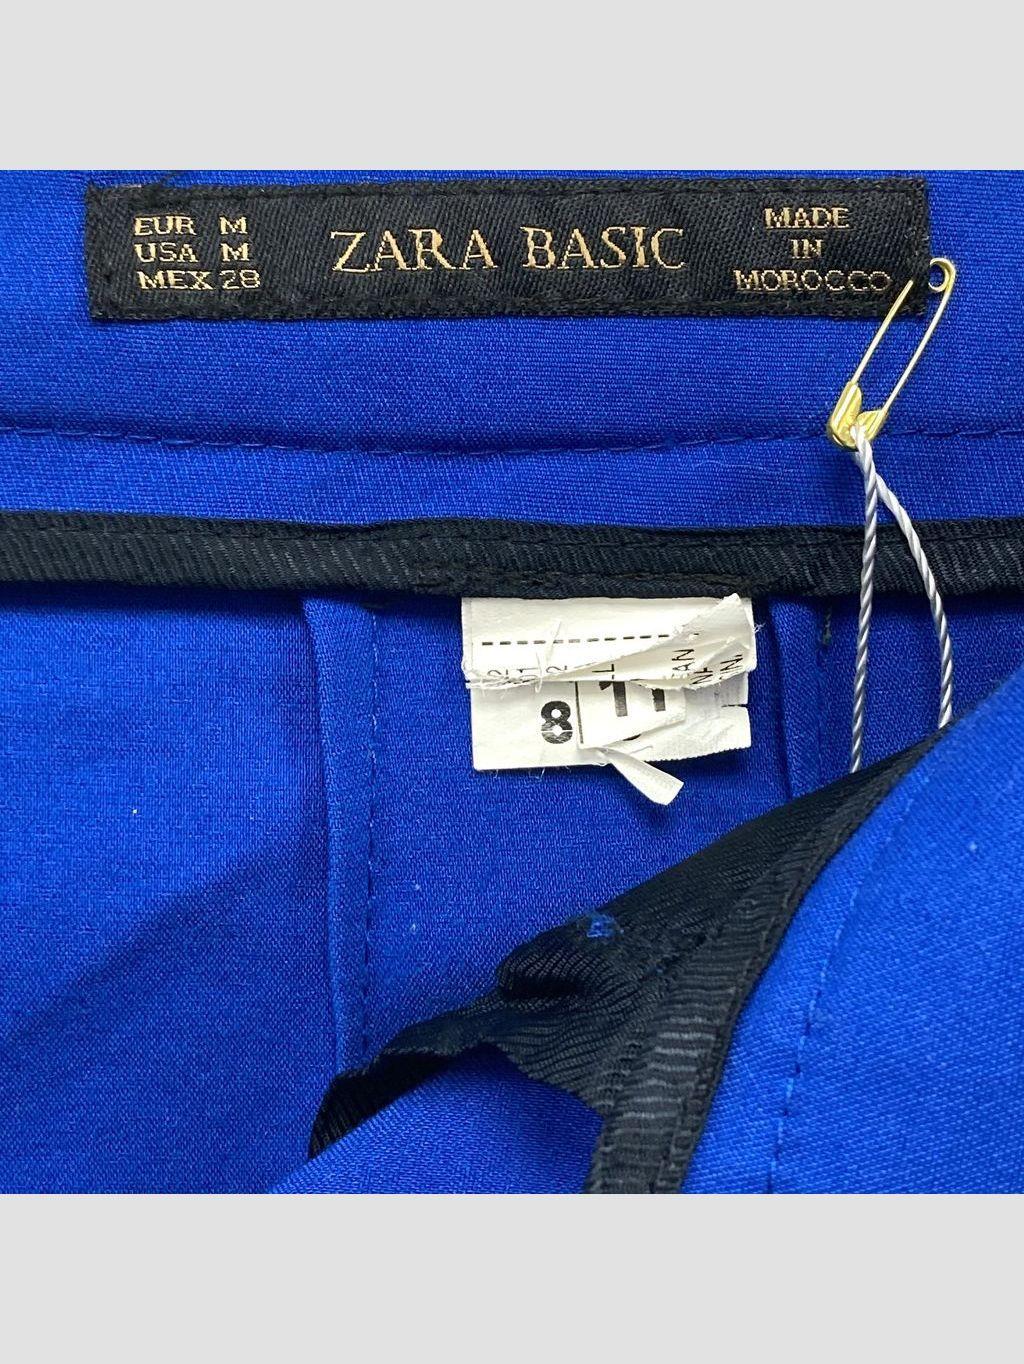 EUR M
USA M
MEX 28
ZARA BASIC
MADE
IN
MOROCCO
8